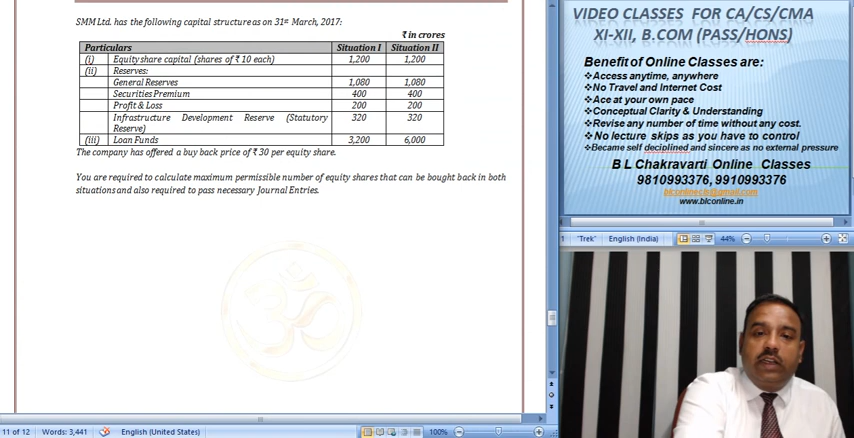 SMM Ltd. has the following capital structure as on 31st March, 2017:
₹ in crores
Particulars Situation I Situation II
(i) Equity share capital (shares of ₹ 10 each) 1,200 1,200
(ii) Reserves:
General Reserves 1,080 1,080
Securities Premium 400 400
Profit & Loss 200 200
Infrastructure Development Reserve (Statutory
Reserve) 320 320
(iii) Loan Funds 3,200 6,000
The company has offered a buy back price of ₹ 30 per equity share.
You are required to calculate maximum permissible number of equity shares that can be bought back in both
situations and also required to pass necessary Journal Entries.
11 of 12 Words: 3,441 English (United States) 100%
VIDEO CLASSES FOR CA/CS/CMA
XI-XII, B.COM (PASS/HONS)
Benefit of Online Classes are:
❖Access anytime, anywhere
❖No Travel and Internet Cost
❖Ace at your own pace
❖Conceptual Clarity & Understanding
❖Revise any number of time without any cost.
❖No lecture skips as you have to control
❖Became self deciplined and sincere as no external pressure
B L Chakravarti Online Classes
9810993376, 9910993376
www.blconline.in
1 "Trek" English (India) 44%